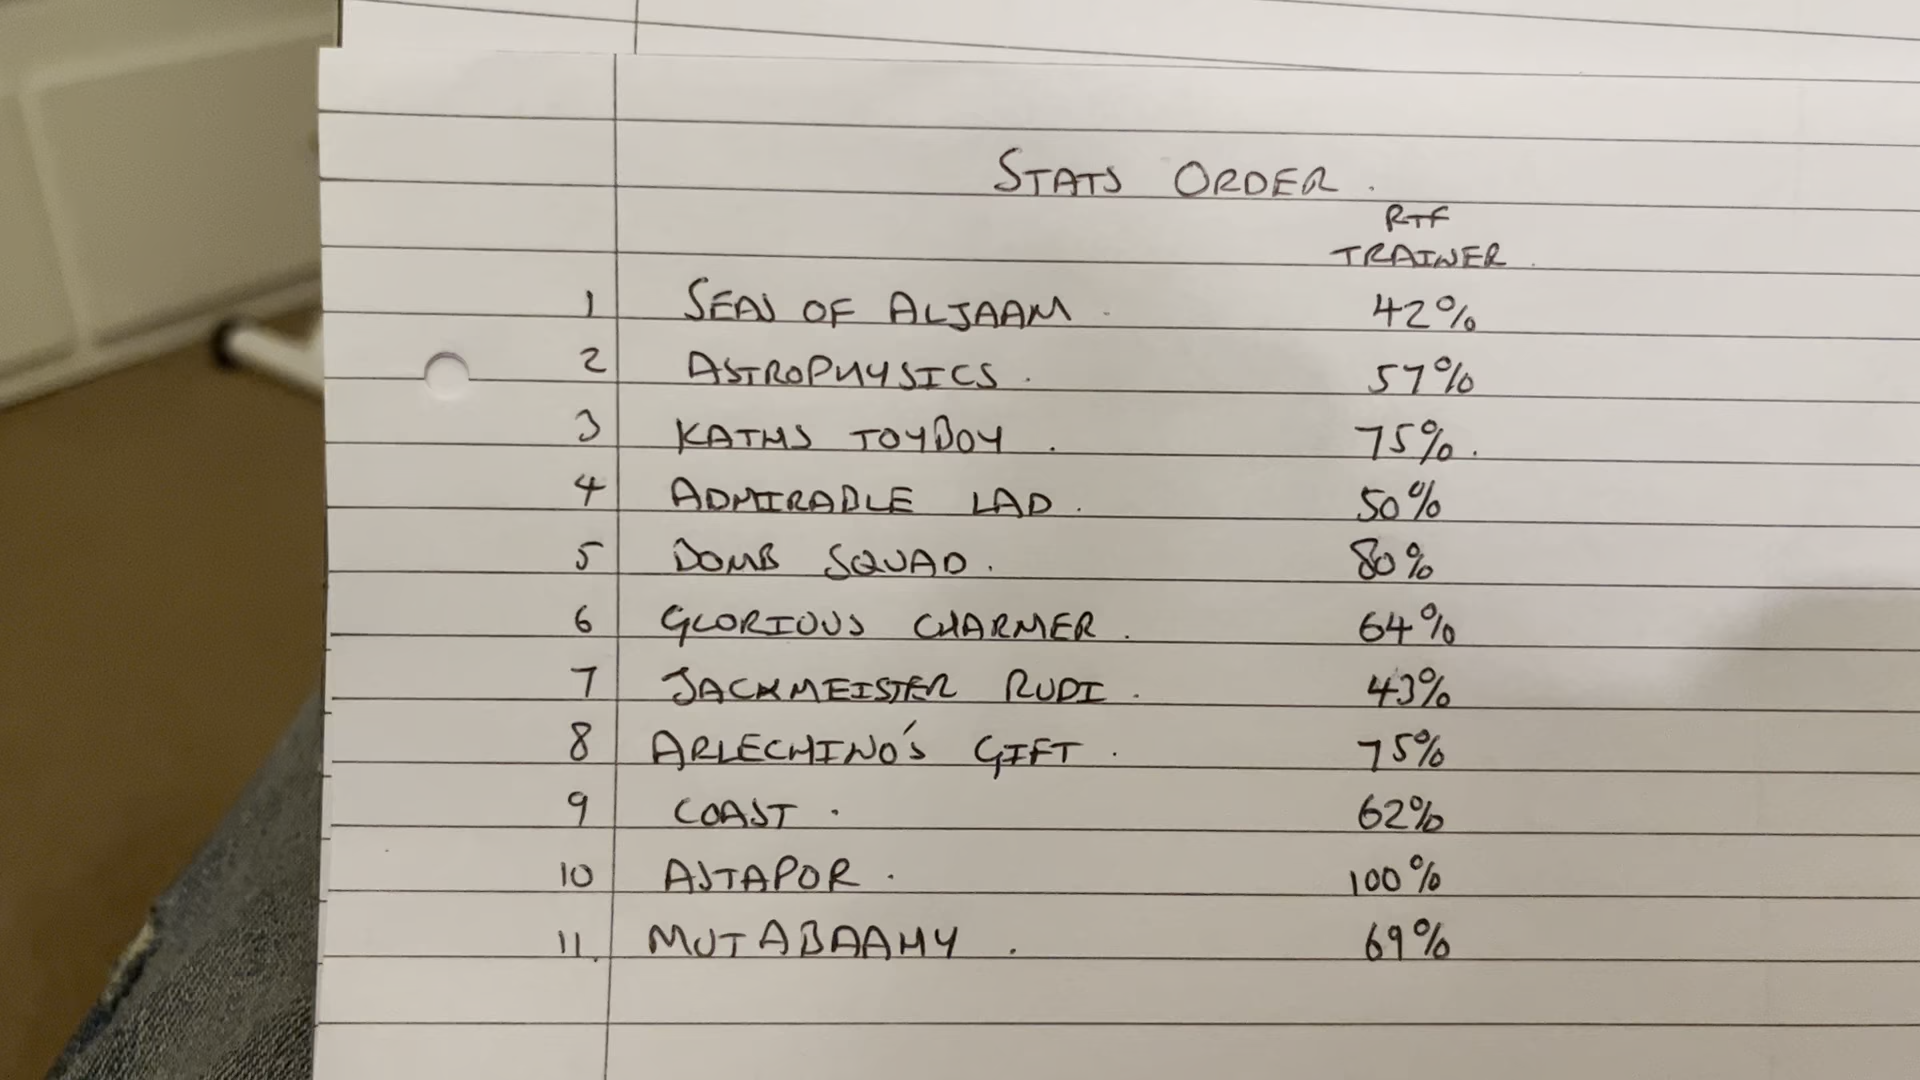 STATS ORDER.
RTF
TRAINER.
1 SEAS OF ALJAAM. 42%
2 ASTROPHYSICS. 57%
3 KATHS TOYBOY. 75%.
4 ADMIRABLE LAD. 50%
5 BOMB SQUAD. 80%
6 GLORIOUS CHARMER. 64%
7 JACKMEISTER RUDI. 43%
8 ARLECHINO'S GIFT. 75%
9 COAST. 62%
10 ASTAPOR. 100%
11. MUTABAAHY. 69%